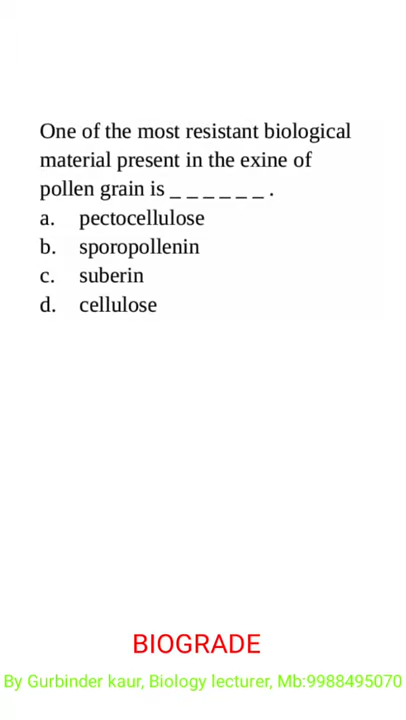 One of the most resistant biological
material present in the exine of
pollen grain is _ _ _ _ _ _ .
a. pectocellulose
b. sporopollenin
c. suberin
d. cellulose
BIOGRADE
By Gurbinder kaur, Biology lecturer, Mb:9988495070